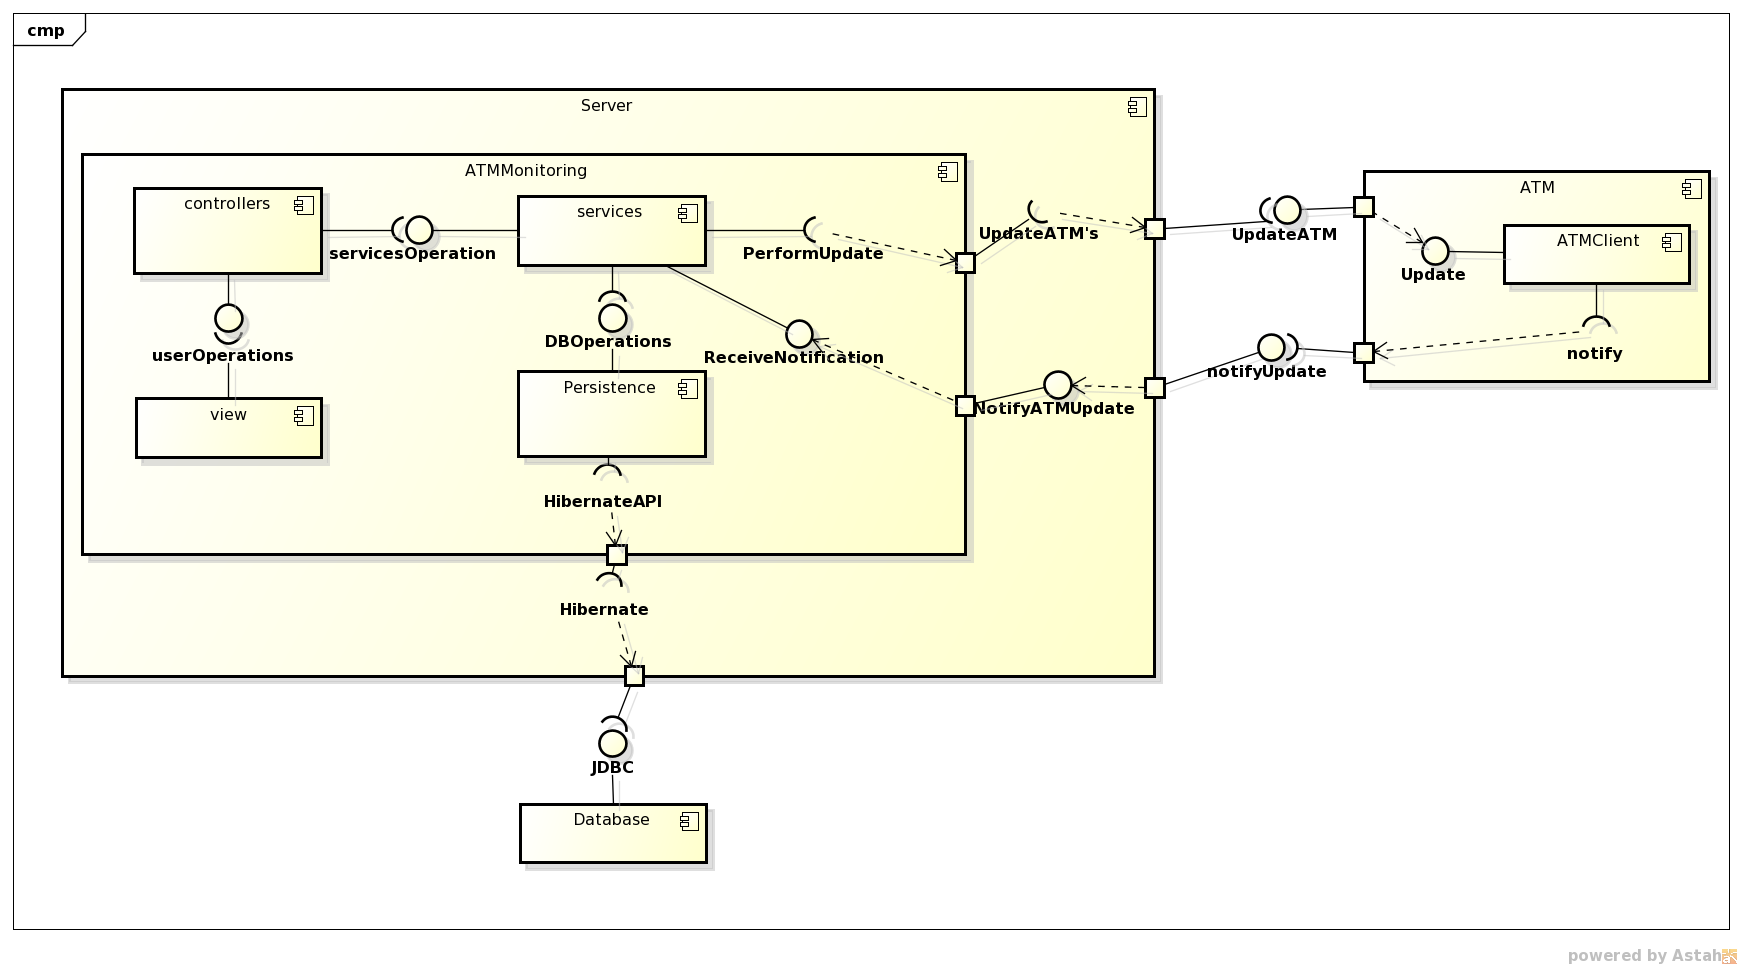 cmp
Server
ATMMonitoring
ATM
controllers
services
servicesOperation
PerformUpdate
UpdateATM's
UpdateATM
ATMClient
Update
userOperations
DBOperations
ReceiveNotification
notifyUpdate
notify
view
Persistence
NotifyATMUpdate
HibernateAPI
Hibernate
JDBC
Database
powered by Astah